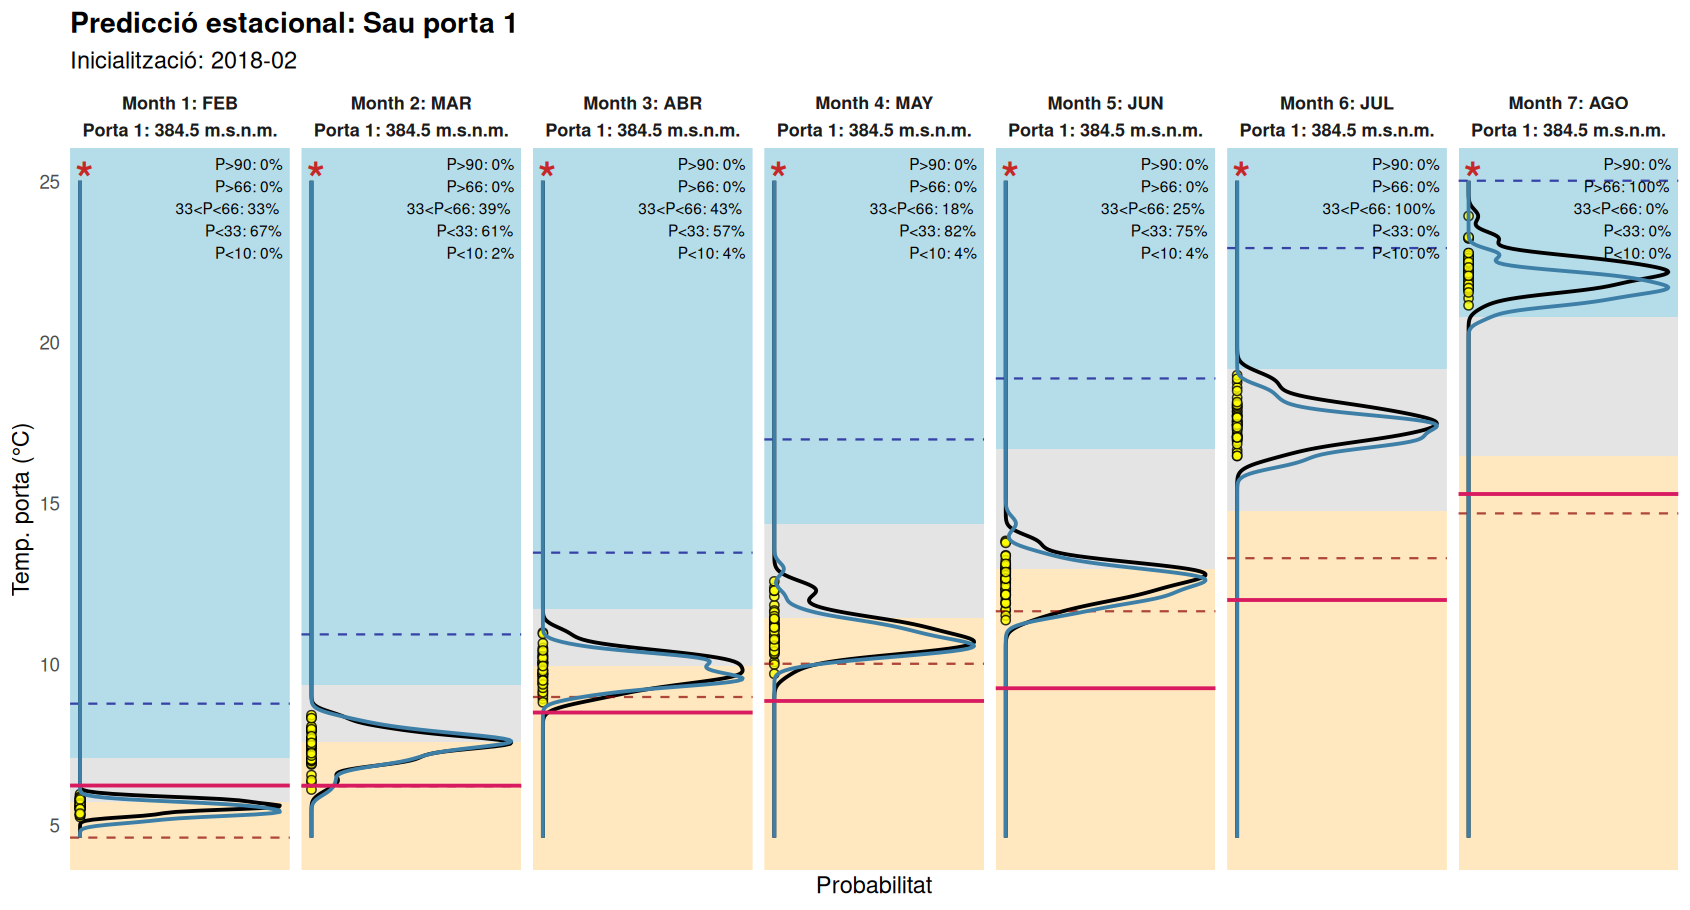 Predicció estacional: Sau porta 1
Inicialització: 2018-02
Month 1: FEB
Porta 1: 384.5 m.s.n.m.
Month 2: MAR
Porta 1: 384.5 m.s.n.m.
Month 3: ABR
Porta 1: 384.5 m.s.n.m.
Month 4: MAY
Porta 1: 384.5 m.s.n.m.
Month 5: JUN
Porta 1: 384.5 m.s.n.m.
Month 6: JUL
Porta 1: 384.5 m.s.n.m.
Month 7: AGO
Porta 1: 384.5 m.s.n.m.
*
P>90: 0%
P>66: 0%
33<P<66: 33%
P<33: 67%
P<10: 0%
*
P>90: 0%
P>66: 0%
33<P<66: 39%
P<33: 61%
P<10: 2%
*
P>90: 0%
P>66: 0%
33<P<66: 43%
P<33: 57%
P<10: 4%
*
P>90: 0%
P>66: 0%
33<P<66: 18%
P<33: 82%
P<10: 4%
*
P>90: 0%
P>66: 0%
33<P<66: 25%
P<33: 75%
P<10: 4%
*
P>90: 0%
P>66: 0%
33<P<66: 100%
P<33: 0%
P<10: 0%
*
P>90: 0%
P>66: 100%
33<P<66: 0%
P<33: 0%
P<10: 0%
25
20
15
10
5
Temp. porta (°C)
Probabilitat